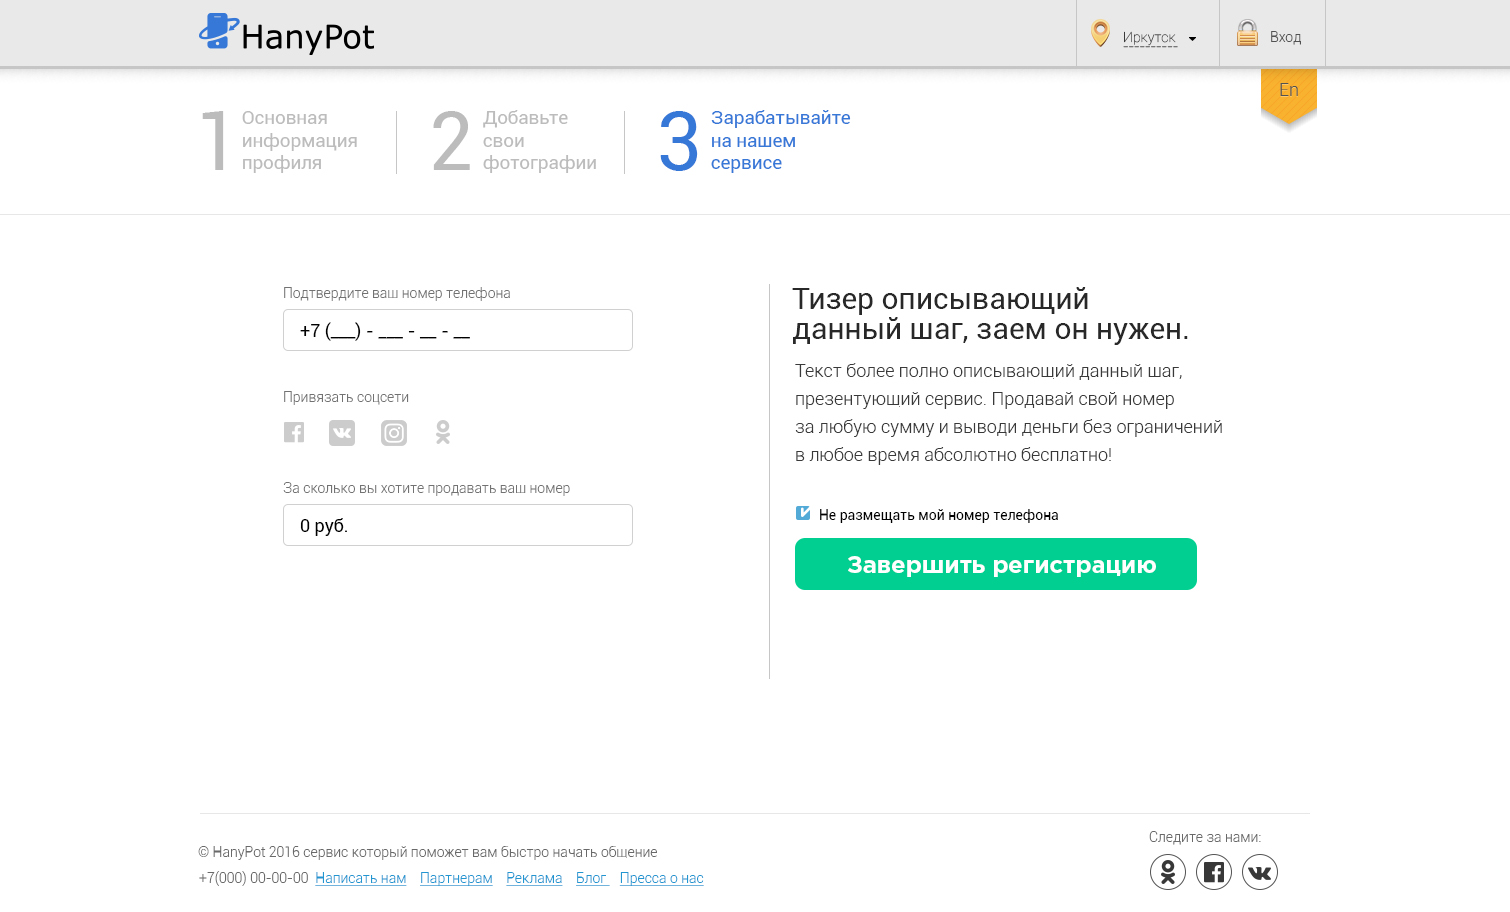 HanyPot
Иркутск
Вход
En
1
Основная
информация
профиля
2
Добавьте
свои
фотографии
3
Зарабатывайте
на нашем
сервисе
Подтвердите ваш номер телефона
+7 (___) - ___ - __ - __
Привязать соцсети
За сколько вы хотите продавать ваш номер
0 руб.
Тизер описывающий
данный шаг, заем он нужен.
Текст более полно описывающий данный шаг,
презентующий сервис. Продавай свой номер
за любую сумму и выводи деньги без ограничений
в любое время абсолютно бесплатно!
Не размещать мой номер телефона
Завершить регистрацию
© HanyPot 2016 сервис который поможет вам быстро начать общение
+7(000) 00-00-00 Написать нам Партнерам Реклама Блог Пресса о нас
Следите за нами: